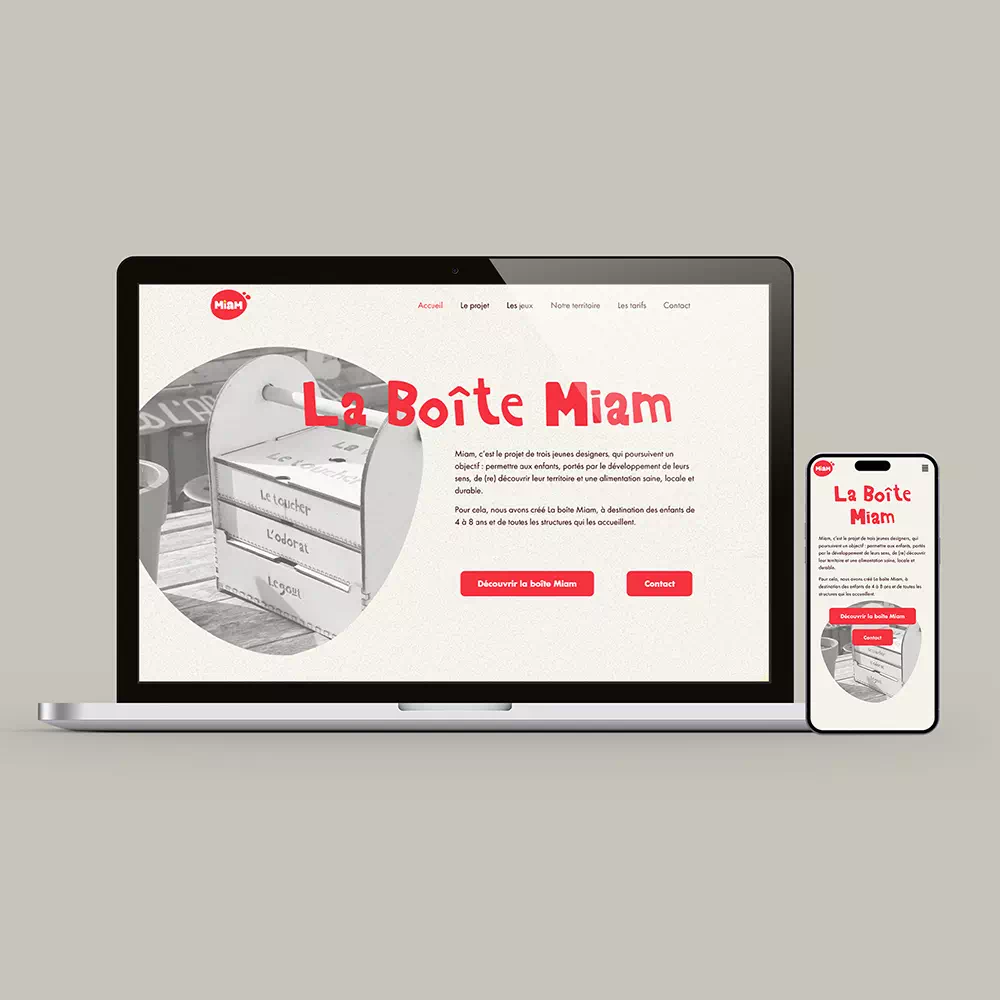 MiaM
Accueil Le projet Les jeux Notre territoire Les tarifs Contact
La Boîte Miam
Le toucher
Le toucher
L'odorat
Le goût
Miam, c'est le projet de trois jeunes designers, qui poursuivent un
objectif : permettre aux enfants, portés par le développement de leurs
sens, de (re) découvrir leur territoire et une alimentation saine, locale et
durable.
Pour cela, nous avons créé La boîte Miam, à destination des enfants de
4 à 8 ans et de toutes les structures qui les accueillent.
Découvrir la boîte Miam Contact
MiaM
La Boîte
Miam
Miam, c'est le projet de trois jeunes designers, qui
poursuivent un objectif : permettre aux enfants, portés
par le développement de leurs sens, de (re) découvrir
leur territoire et une alimentation saine, locale et
durable.
Pour cela, nous avons créé La boîte Miam, à
destination des enfants de 4 à 8 ans et de toutes les
structures qui les accueillent.
Découvrir la boîte Miam
Contact